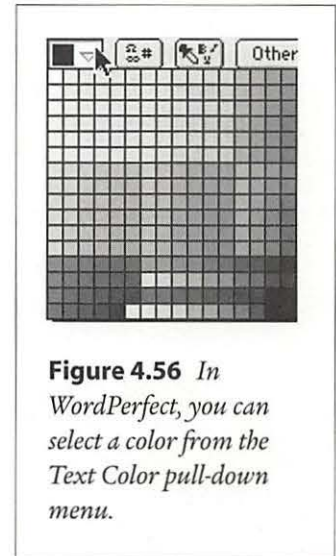 Ω # ∞ B I U Other
Figure 4.56 In
WordPerfect, you can
select a color from the
Text Color pull-down
menu.